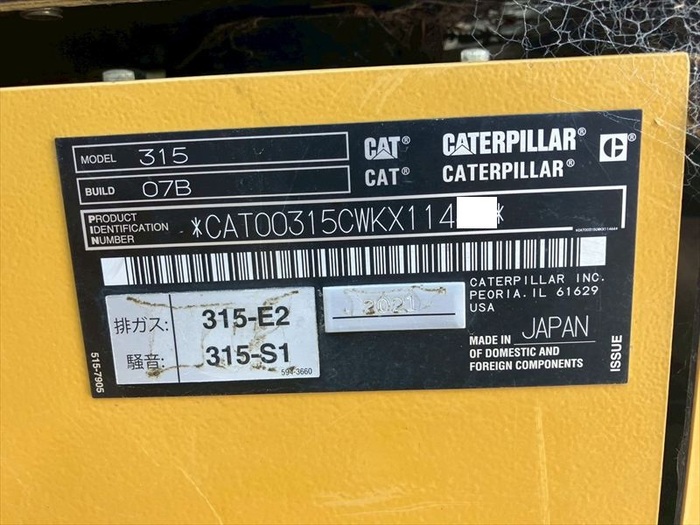 MODEL 315
BUILD 07B
CAT® CATERPILLAR®
CAT® CATERPILLAR®
PRODUCT
IDENTIFICATION
NUMBER
*CAT00315CWKX114 *
CATERPILLAR INC.
PEORIA, IL 61629
USA
排ガス: 315-E2
騒音: 315-S1
594-3660
2021
MADE IN JAPAN
OF DOMESTIC AND
FOREIGN COMPONENTS
ISSUE
515-7905